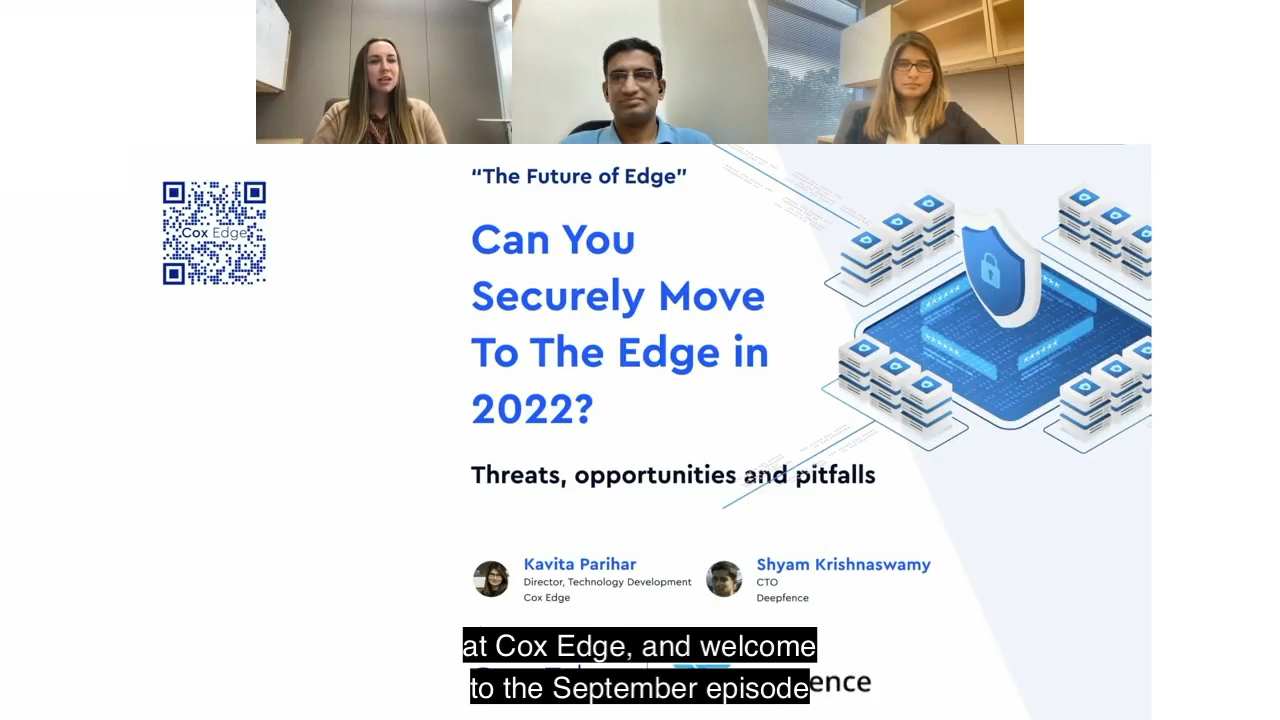 “The Future of Edge”
Cox Edge
Can You
Securely Move
To The Edge in
2022?
Threats, opportunities and pitfalls
Kavita Parihar
Director, Technology Development
Cox Edge
Shyam Krishnaswamy
CTO
Deepfence
at Cox Edge, and welcome
to the September episode
ence